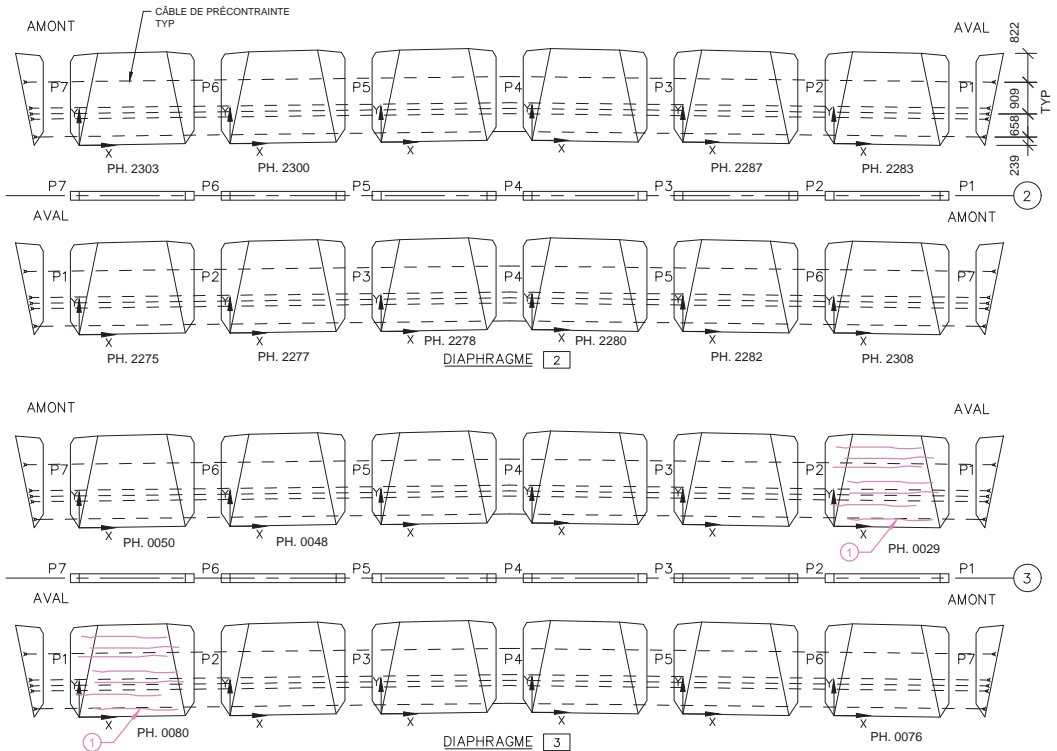 CÂBLE DE PRÉCONTRAINTE
TYP
AMONT
AVAL
822
909
TYP
658
239
P7 P6 P5 P4 P3 P2 P1
Y Y Y Y Y Y
X X X X X X
PH. 2303 PH. 2300 PH. 2287 PH. 2283
P7 P6 P5 P4 P3 P2 P1 2
AVAL AMONT
P1 P2 P3 P4 P5 P6 P7
Y Y Y Y Y Y
X X X X X X
PH. 2275 PH. 2277 PH. 2278 PH. 2280 PH. 2282 PH. 2308
DIAPHRAGME 2
AMONT AVAL
P7 P6 P5 P4 P3 P2 P1
Y Y Y Y Y Y
X X X X X X
PH. 0050 PH. 0048 1 PH. 0029
P7 P6 P5 P4 P3 P2 P1 3
AVAL AMONT
P1 P2 P3 P4 P5 P6 P7
Y Y Y Y Y Y
X X X X X X
1 PH. 0080 PH. 0076
DIAPHRAGME 3